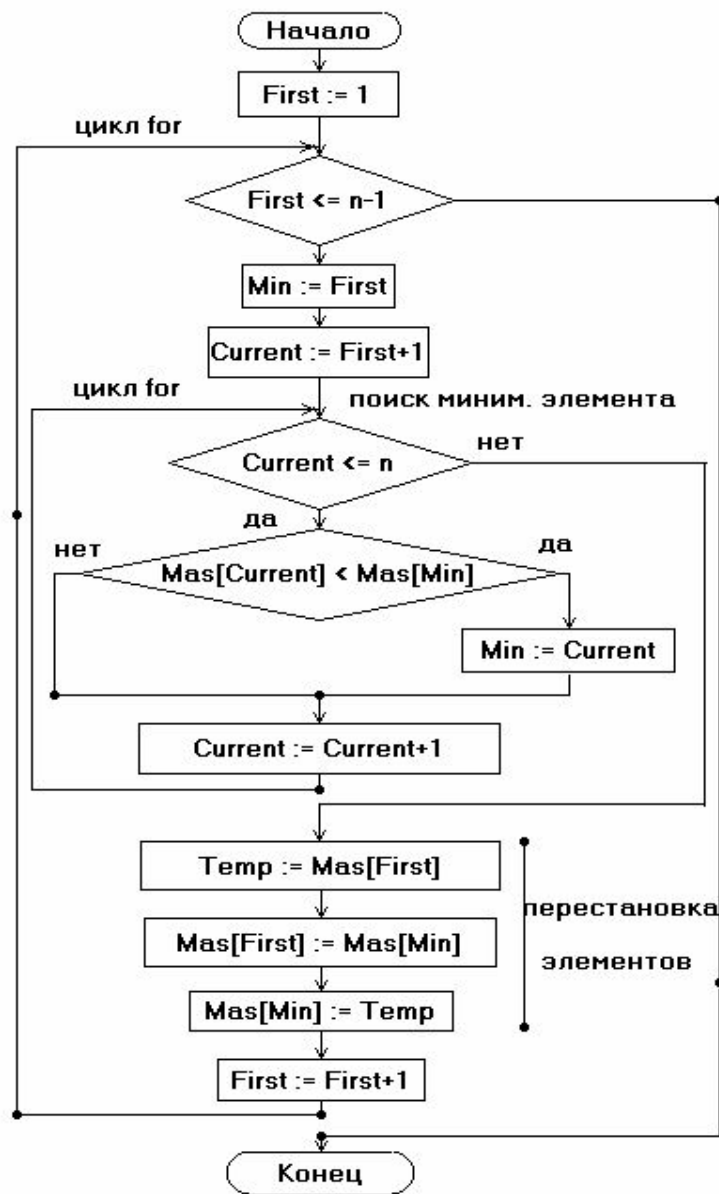 Начало
First := 1
цикл for
First <= n-1
Min := First
Current := First+1
цикл for
поиск миним. элемента
Current <= n
нет
да
нет
да
Mas[Current] < Mas[Min]
Min := Current
Current := Current+1
Temp := Mas[First]
перестановка
Mas[First] := Mas[Min]
элементов
Mas[Min] := Temp
First := First+1
Конец